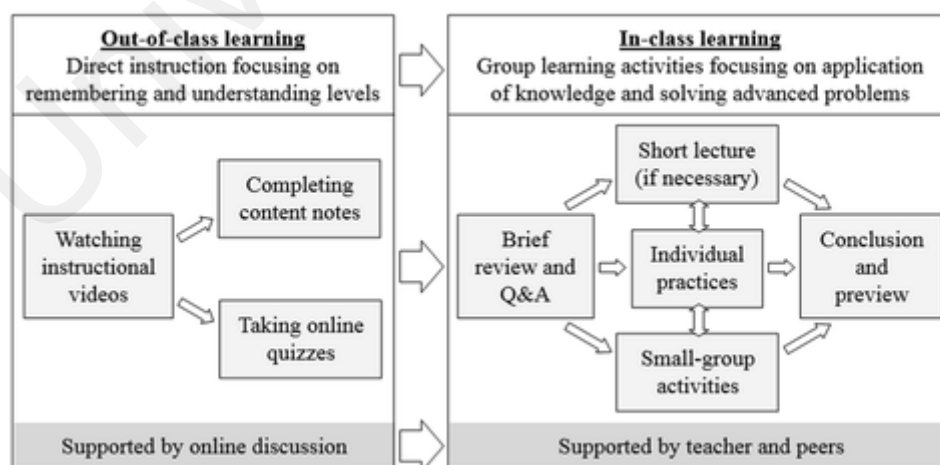 Out-of-class learning
Direct instruction focusing on
remembering and understanding levels
Completing
content notes
Watching
instructional
videos
Taking online
quizzes
Supported by online discussion
In-class learning
Group learning activities focusing on application
of knowledge and solving advanced problems
Short lecture
(if necessary)
Brief
review and
Q&A
Individual
practices
Conclusion
and
preview
Small-group
activities
Supported by teacher and peers